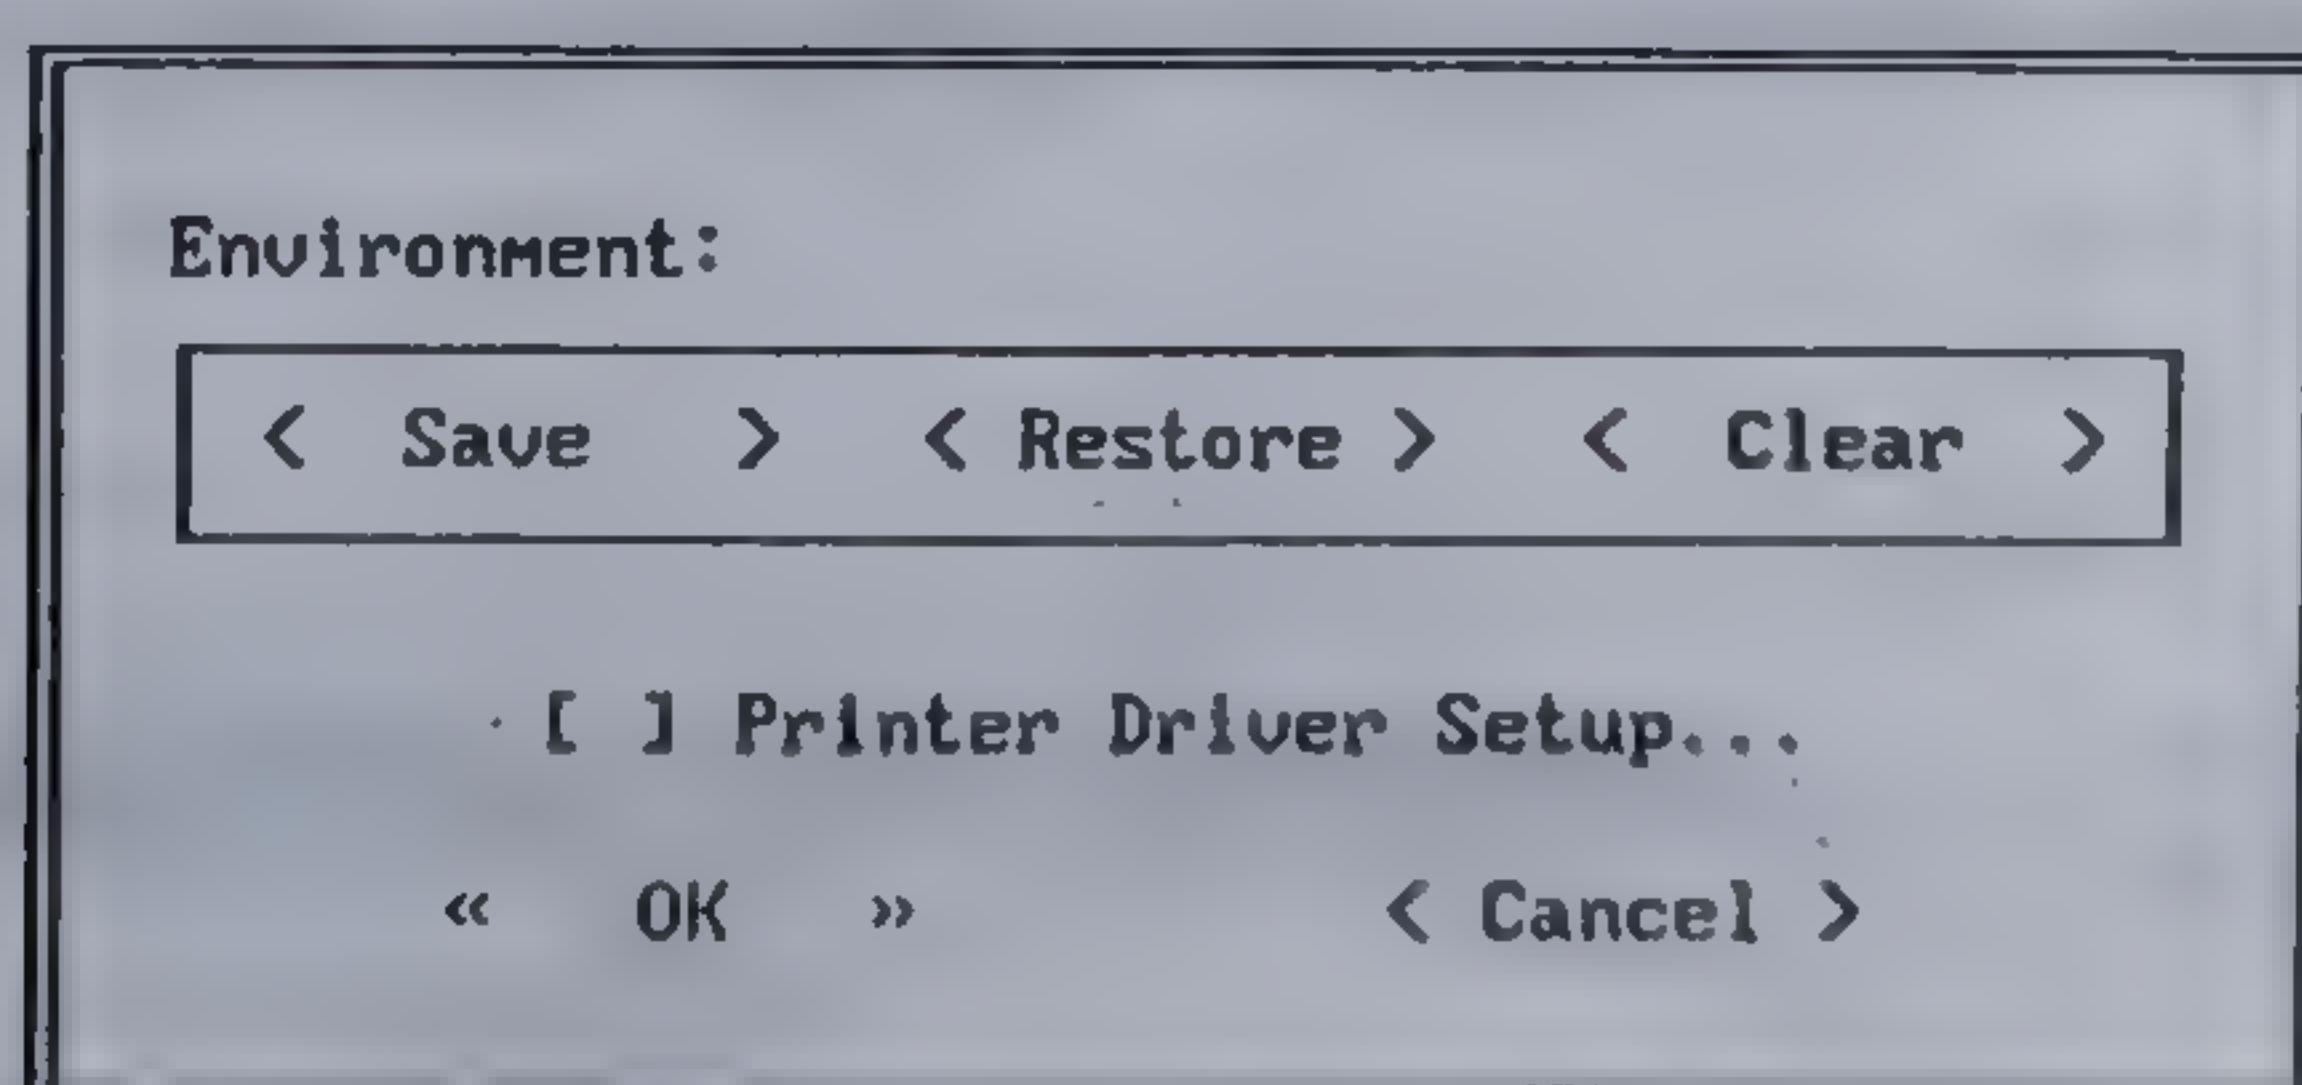 Environment:
<  Save  > < Restore > <  Clear  >
[ ] Printer Driver Setup...
«  OK  » < Cancel >